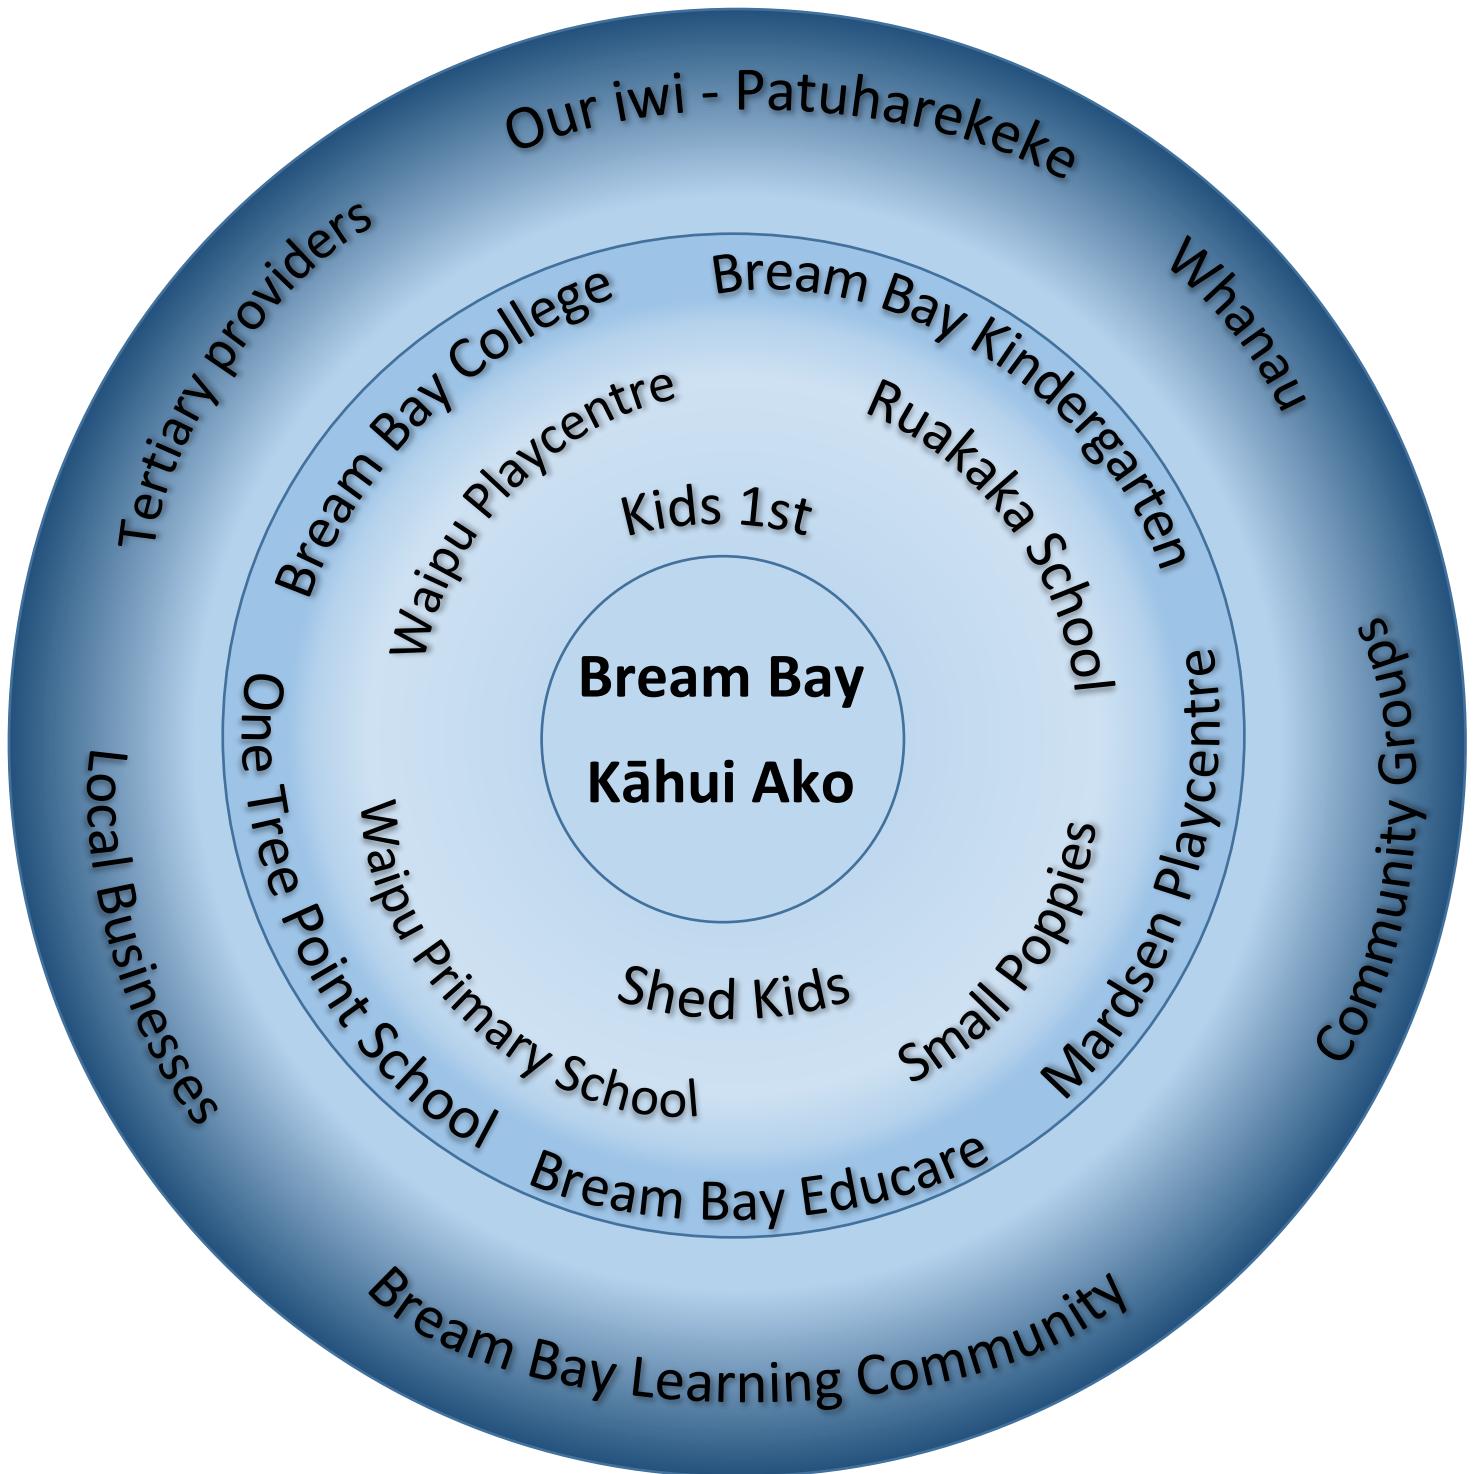 Our iwi - Patuharekeke
Whanau
Community Groups
Bream Bay Learning Community
Local Businesses
Tertiary providers
Bream Bay College
Bream Bay Kindergarten
Mardsen Playcentre
Bream Bay Educare
One Tree Point School
Waipu Playcentre
Ruakaka School
Small Poppies
Waipu Primary School
Kids 1st
Shed Kids
Bream Bay
Kāhui Ako